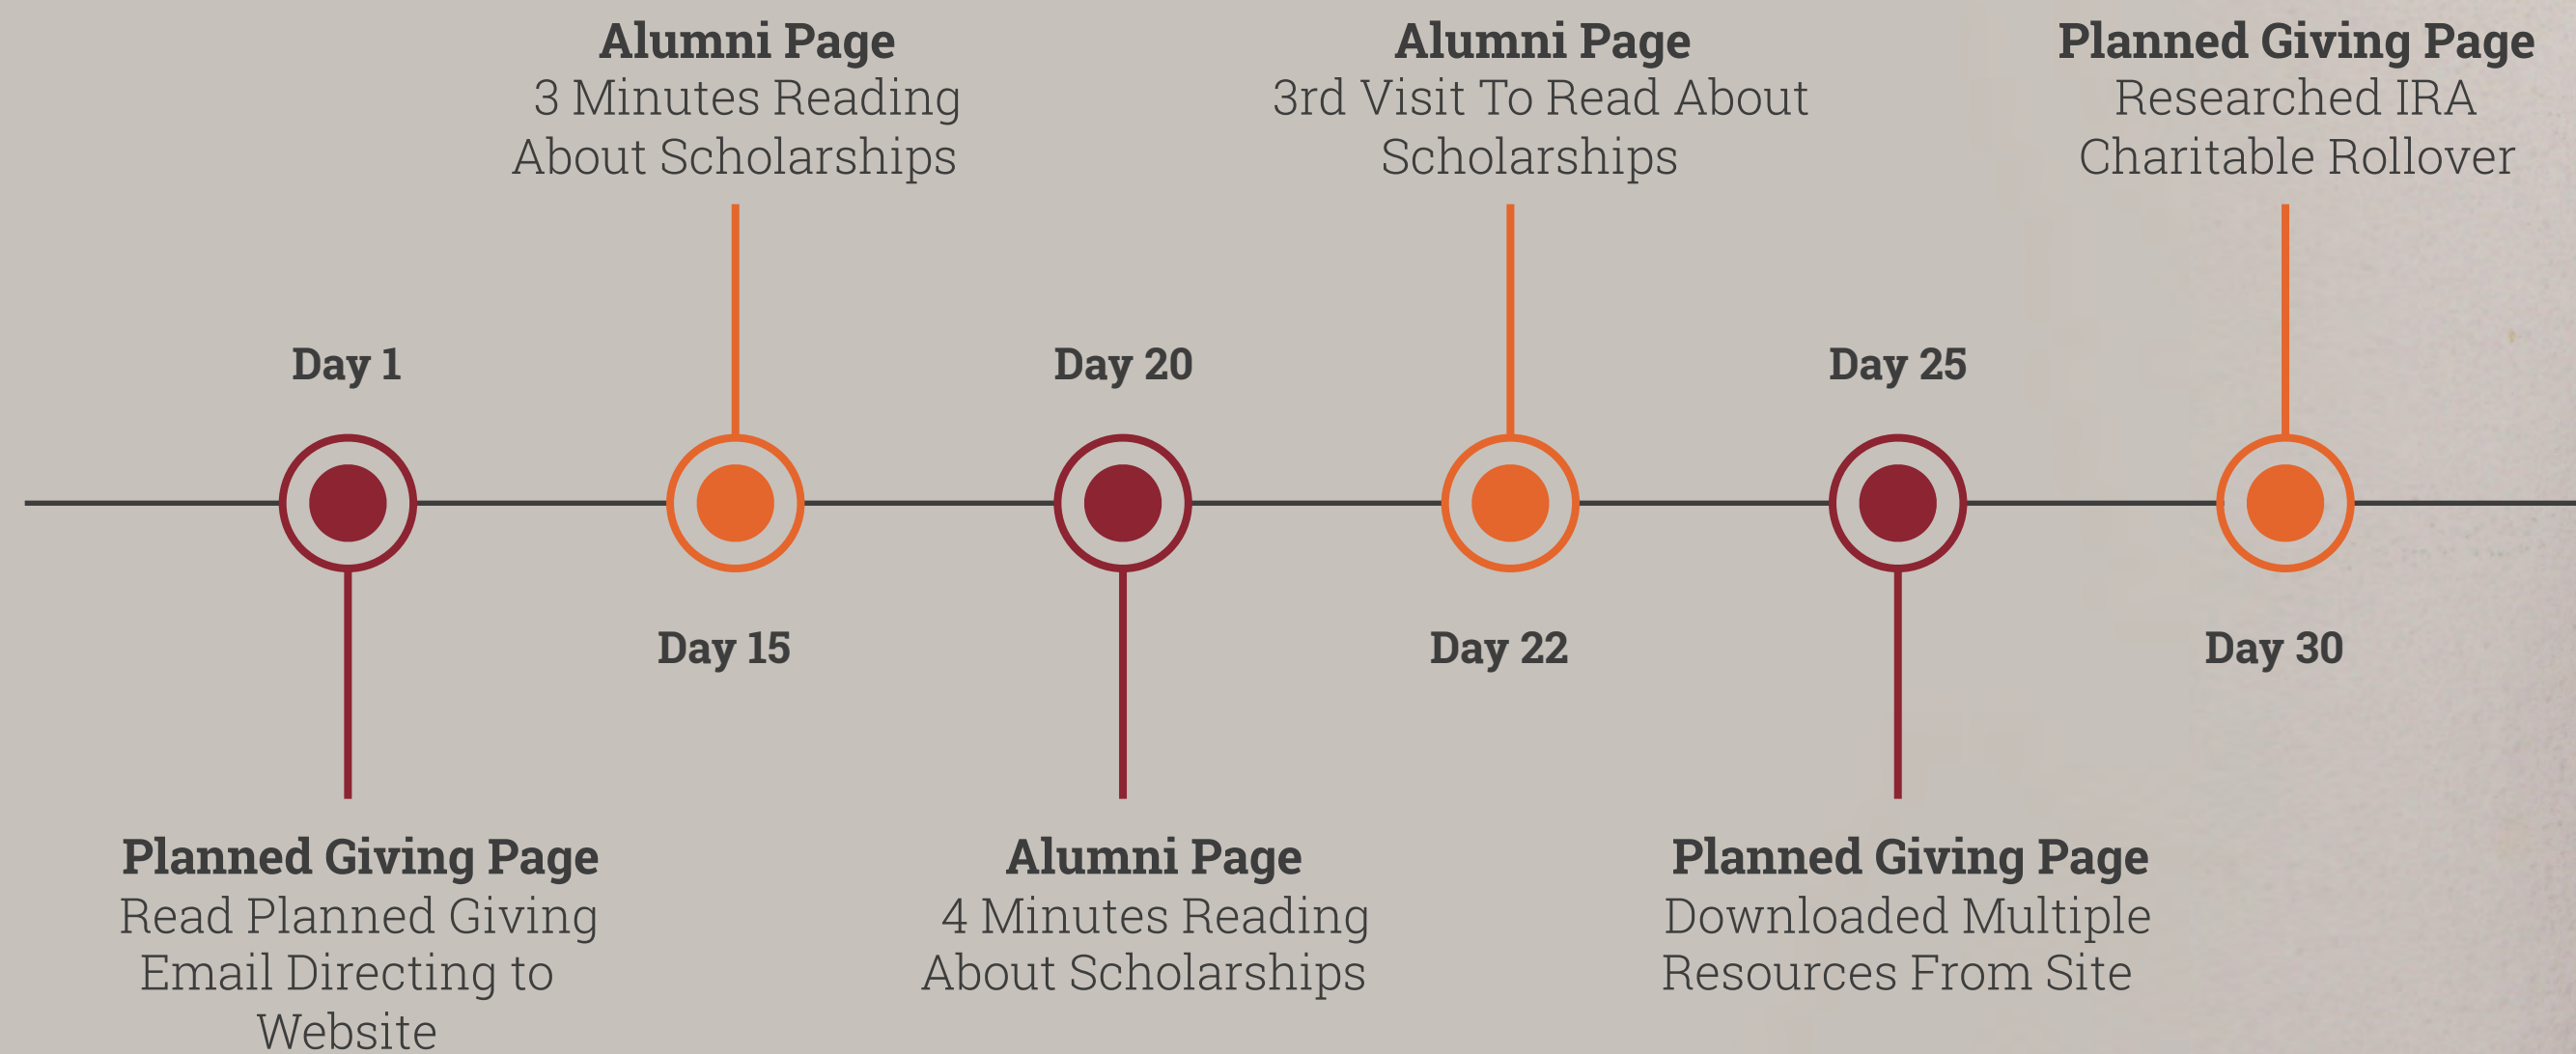 Alumni Page
3 Minutes Reading
About Scholarships
Alumni Page
3rd Visit To Read About
Scholarships
Planned Giving Page
Researched IRA
Charitable Rollover
Day 1
Day 20
Day 25
Day 15
Day 22
Day 30
Planned Giving Page
Read Planned Giving
Email Directing to
Website
Alumni Page
4 Minutes Reading
About Scholarships
Planned Giving Page
Downloaded Multiple
Resources From Site